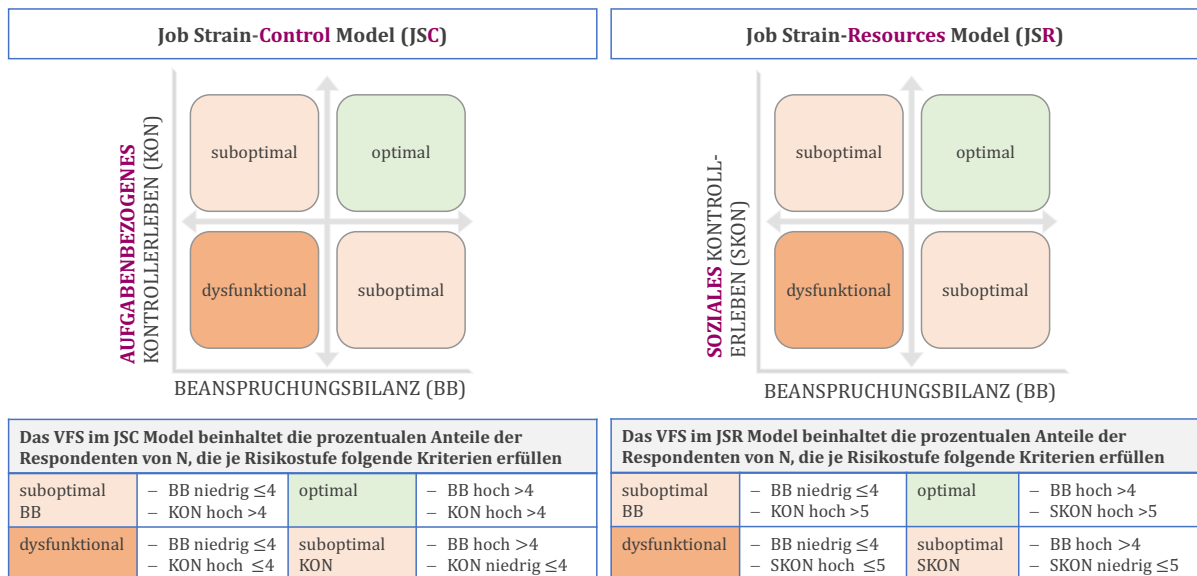 Job Strain-Control Model (JSC)
AUFGABENBEZOGENES
KONTROLLERLEBEN (KON)
suboptimal
optimal
dysfunktional
suboptimal
BEANSPRUCHUNGSBILANZ (BB)
Das VFS im JSC Model beinhaltet die prozentualen Anteile der
Respondenten von N, die je Risikostufe folgende Kriterien erfüllen
suboptimal
BB
– BB niedrig ≤4
– KON hoch >4
optimal
– BB hoch >4
– KON hoch >4
dysfunktional
– BB niedrig ≤4
– KON hoch ≤4
suboptimal
KON
– BB hoch >4
– KON niedrig ≤4
Job Strain-Resources Model (JSR)
SOZIALES KONTROLL-
ERLEBEN (SKON)
suboptimal
optimal
dysfunktional
suboptimal
BEANSPRUCHUNGSBILANZ (BB)
Das VFS im JSR Model beinhaltet die prozentualen Anteile der
Respondenten von N, die je Risikostufe folgende Kriterien erfüllen
suboptimal
BB
– BB niedrig ≤4
– KON hoch >5
optimal
– BB hoch >4
– SKON hoch >5
dysfunktional
– BB niedrig ≤4
– SKON hoch ≤5
suboptimal
SKON
– BB hoch >4
– SKON niedrig ≤5